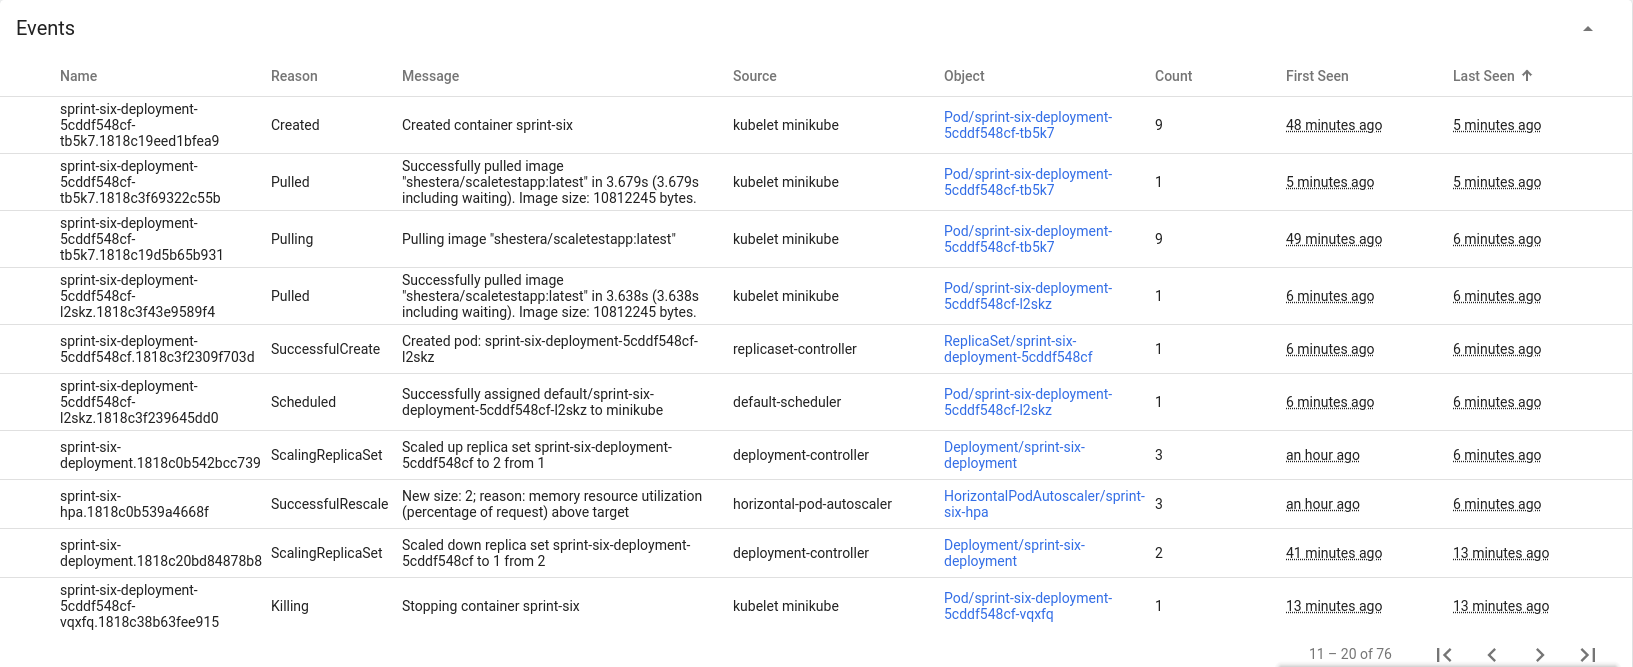 Events
Name Reason Message Source Object Count First Seen Last Seen
sprint-six-deployment-
5cddf548cf-
tb5k7.1818c19eed1bfea9
Created
Created container sprint-six
kubelet minikube
Pod/sprint-six-deployment-
5cddf548cf-tb5k7
9
48 minutes ago
5 minutes ago
sprint-six-deployment-
5cddf548cf-
tb5k7.1818c3f69322c55b
Pulled
Successfully pulled image
"shestera/scaletestapp:latest" in 3.679s (3.679s
including waiting). Image size: 10812245 bytes.
kubelet minikube
Pod/sprint-six-deployment-
5cddf548cf-tb5k7
1
5 minutes ago
5 minutes ago
sprint-six-deployment-
5cddf548cf-
tb5k7.1818c19d5b65b931
Pulling
Pulling image "shestera/scaletestapp:latest"
kubelet minikube
Pod/sprint-six-deployment-
5cddf548cf-tb5k7
9
49 minutes ago
6 minutes ago
sprint-six-deployment-
5cddf548cf-
l2skz.1818c3f43e9589f4
Pulled
Successfully pulled image
"shestera/scaletestapp:latest" in 3.638s (3.638s
including waiting). Image size: 10812245 bytes.
kubelet minikube
Pod/sprint-six-deployment-
5cddf548cf-l2skz
1
6 minutes ago
6 minutes ago
sprint-six-deployment-
5cddf548cf.1818c3f2309f703d
SuccessfulCreate
Created pod: sprint-six-deployment-5cddf548cf-
l2skz
replicaset-controller
ReplicaSet/sprint-six-
deployment-5cddf548cf
1
6 minutes ago
6 minutes ago
sprint-six-deployment-
5cddf548cf-
l2skz.1818c3f239645dd0
Scheduled
Successfully assigned default/sprint-six-
deployment-5cddf548cf-l2skz to minikube
default-scheduler
Pod/sprint-six-deployment-
5cddf548cf-l2skz
1
6 minutes ago
6 minutes ago
sprint-six-
deployment.1818c0b542bcc739
ScalingReplicaSet
Scaled up replica set sprint-six-deployment-
5cddf548cf to 2 from 1
deployment-controller
Deployment/sprint-six-
deployment
3
an hour ago
6 minutes ago
sprint-six-
hpa.1818c0b539a4668f
SuccessfulRescale
New size: 2; reason: memory resource utilization
(percentage of request) above target
horizontal-pod-autoscaler
HorizontalPodAutoscaler/sprint-
six-hpa
3
an hour ago
6 minutes ago
sprint-six-
deployment.1818c20bd84878b8
ScalingReplicaSet
Scaled down replica set sprint-six-deployment-
5cddf548cf to 1 from 2
deployment-controller
Deployment/sprint-six-
deployment
2
41 minutes ago
13 minutes ago
sprint-six-deployment-
5cddf548cf-
vqxfq.1818c38b63fee915
Killing
Stopping container sprint-six
kubelet minikube
Pod/sprint-six-deployment-
5cddf548cf-vqxfq
1
13 minutes ago
13 minutes ago
11 – 20 of 76